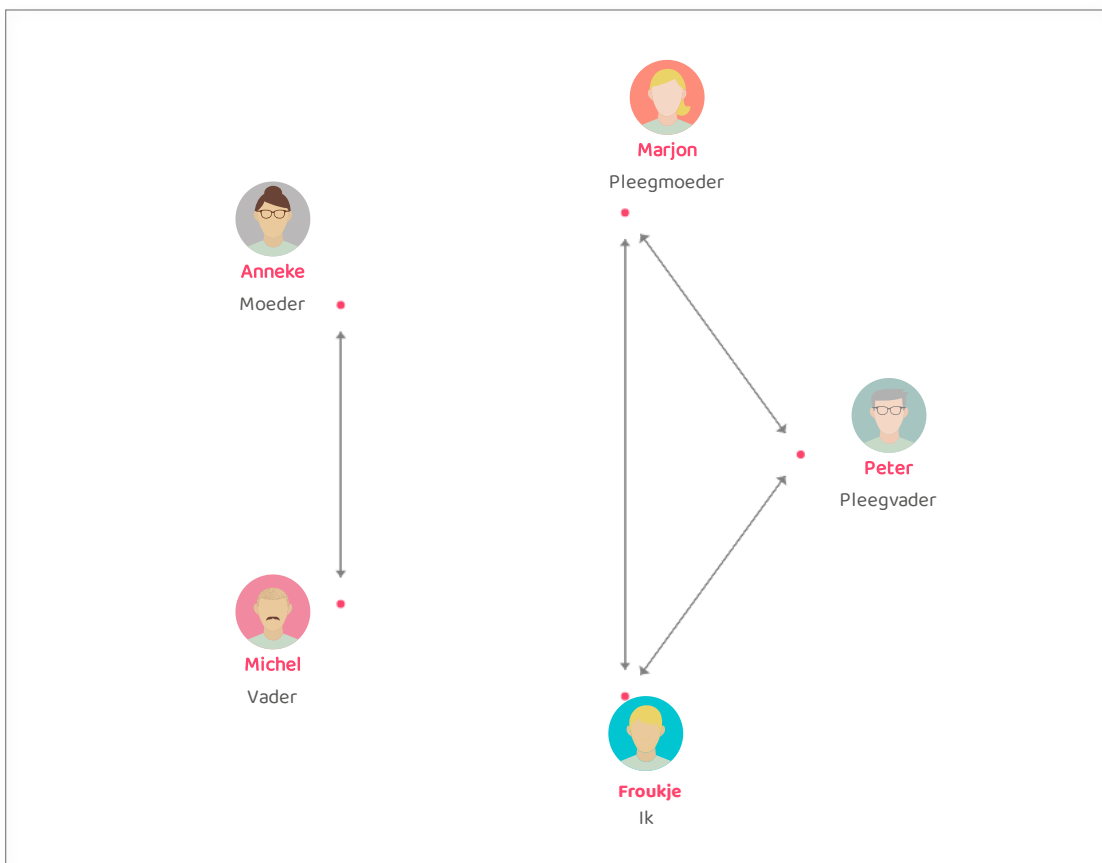 Marjon
Pleegmoeder
Anneke
Moeder
Peter
Pleegvader
Michel
Vader
Froukje
Ik